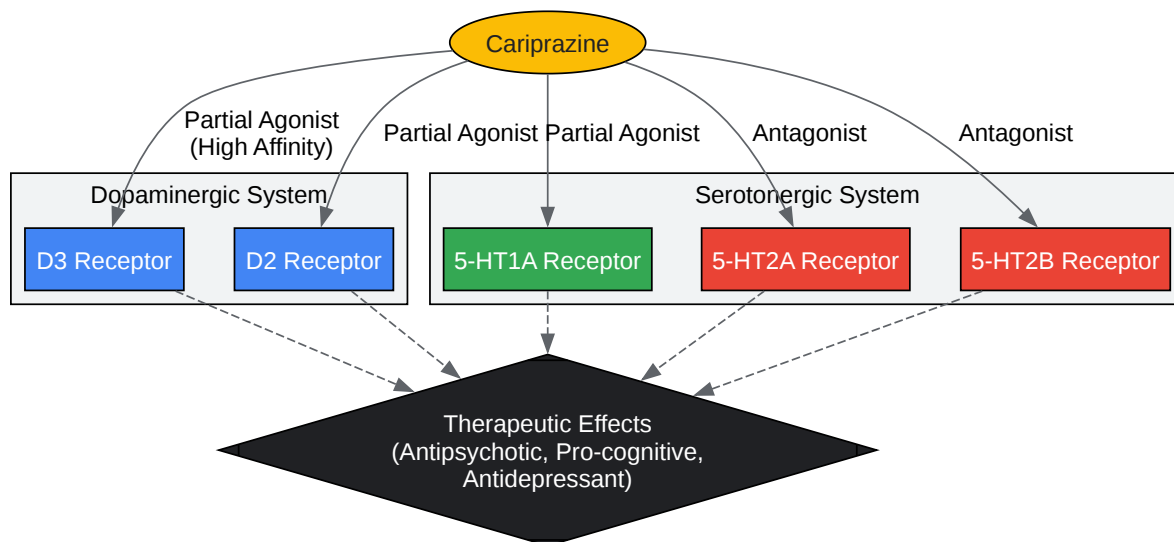 Cariprazine
Partial Agonist
(High Affinity)
Partial Agonist
Partial Agonist
Antagonist
Antagonist
Dopaminergic System
Serotonergic System
D3 Receptor
D2 Receptor
5-HT1A Receptor
5-HT2A Receptor
5-HT2B Receptor
Therapeutic Effects
(Antipsychotic, Pro-cognitive,
Antidepressant)